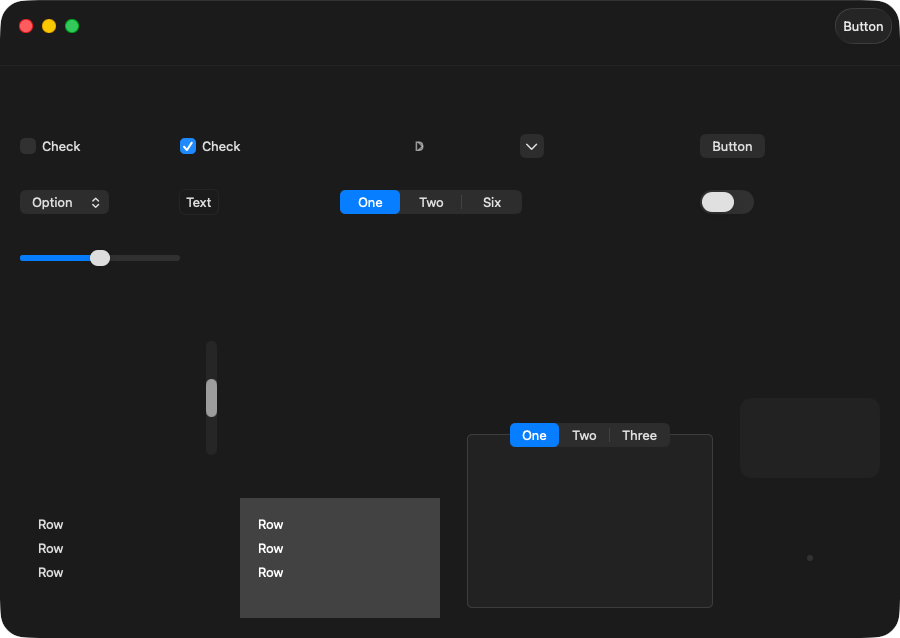 Button
Check
Check
Button
Option
Text
One Two Six
One Two Three
Row
Row
Row
Row
Row
Row